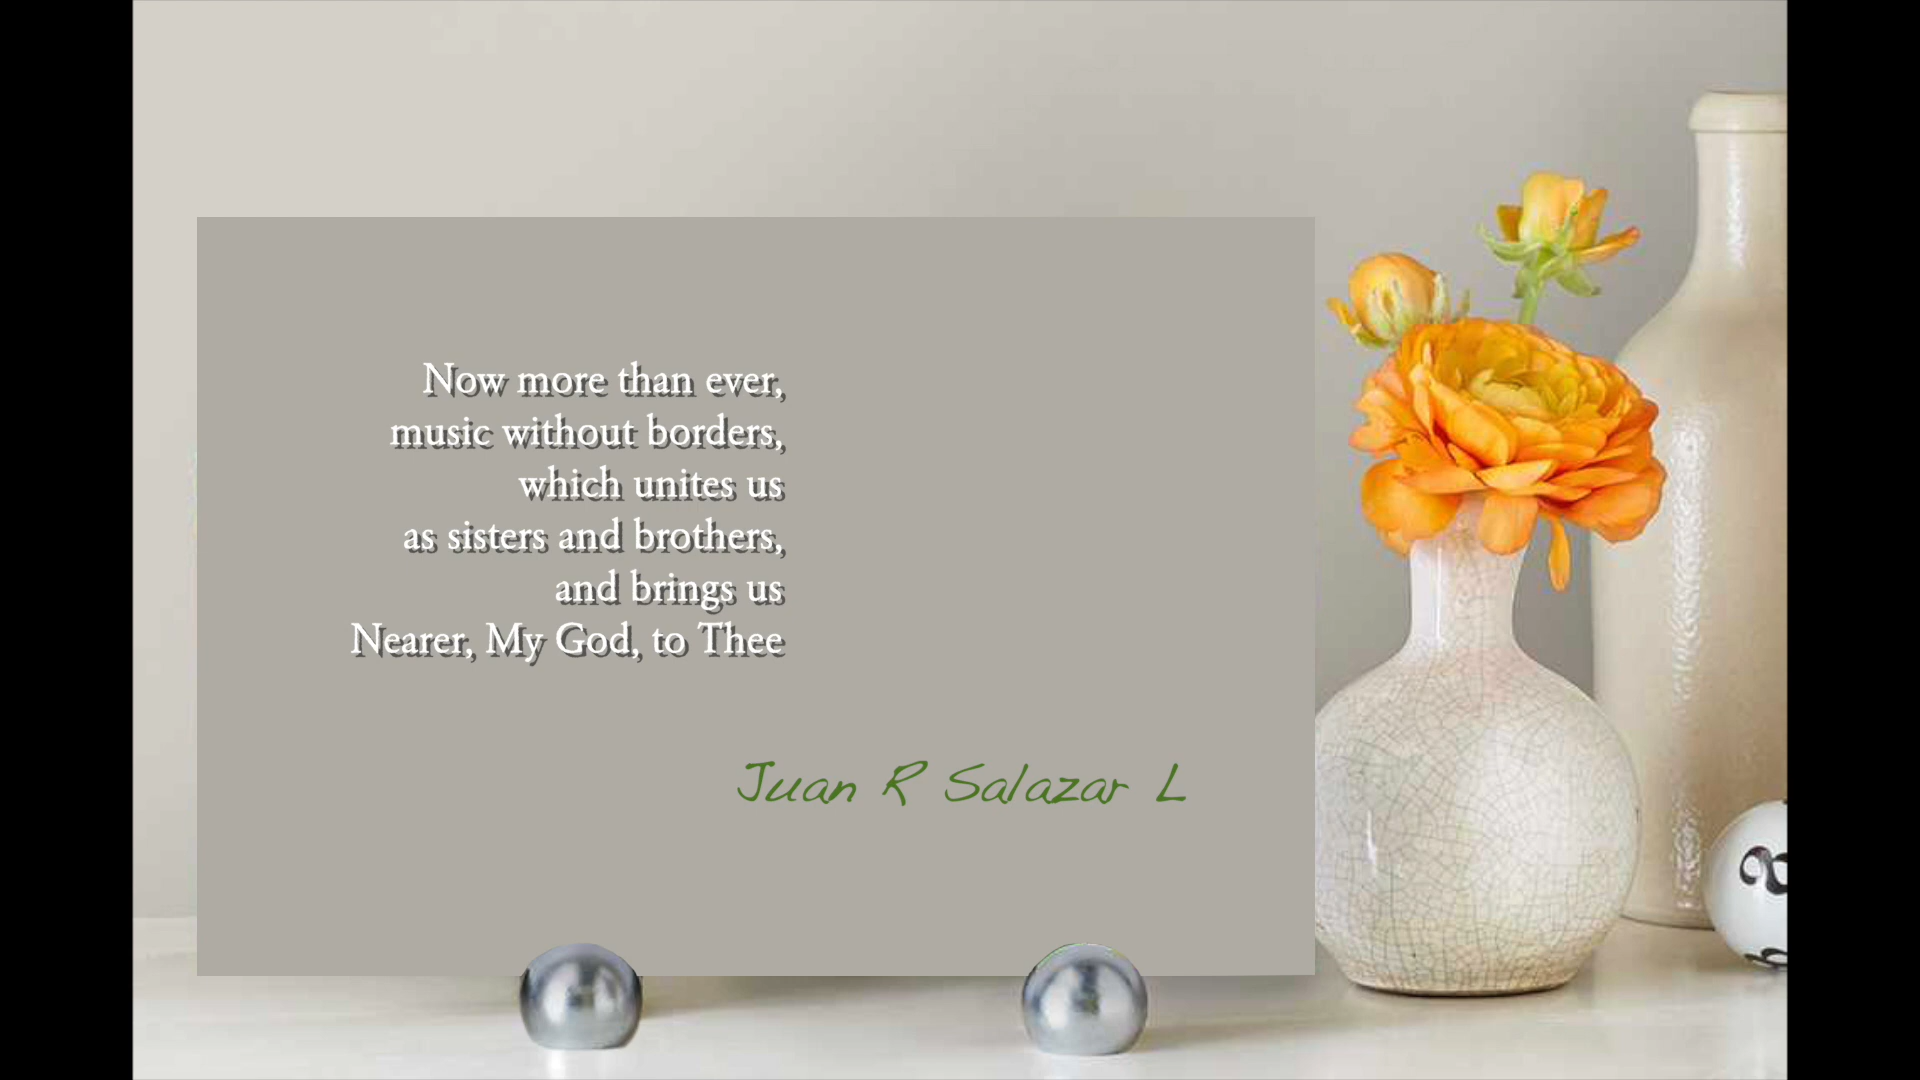 Now more than ever,
music without borders,
which unites us
as sisters and brothers,
and brings us
Nearer, My God, to Thee
Juan R Salazar L